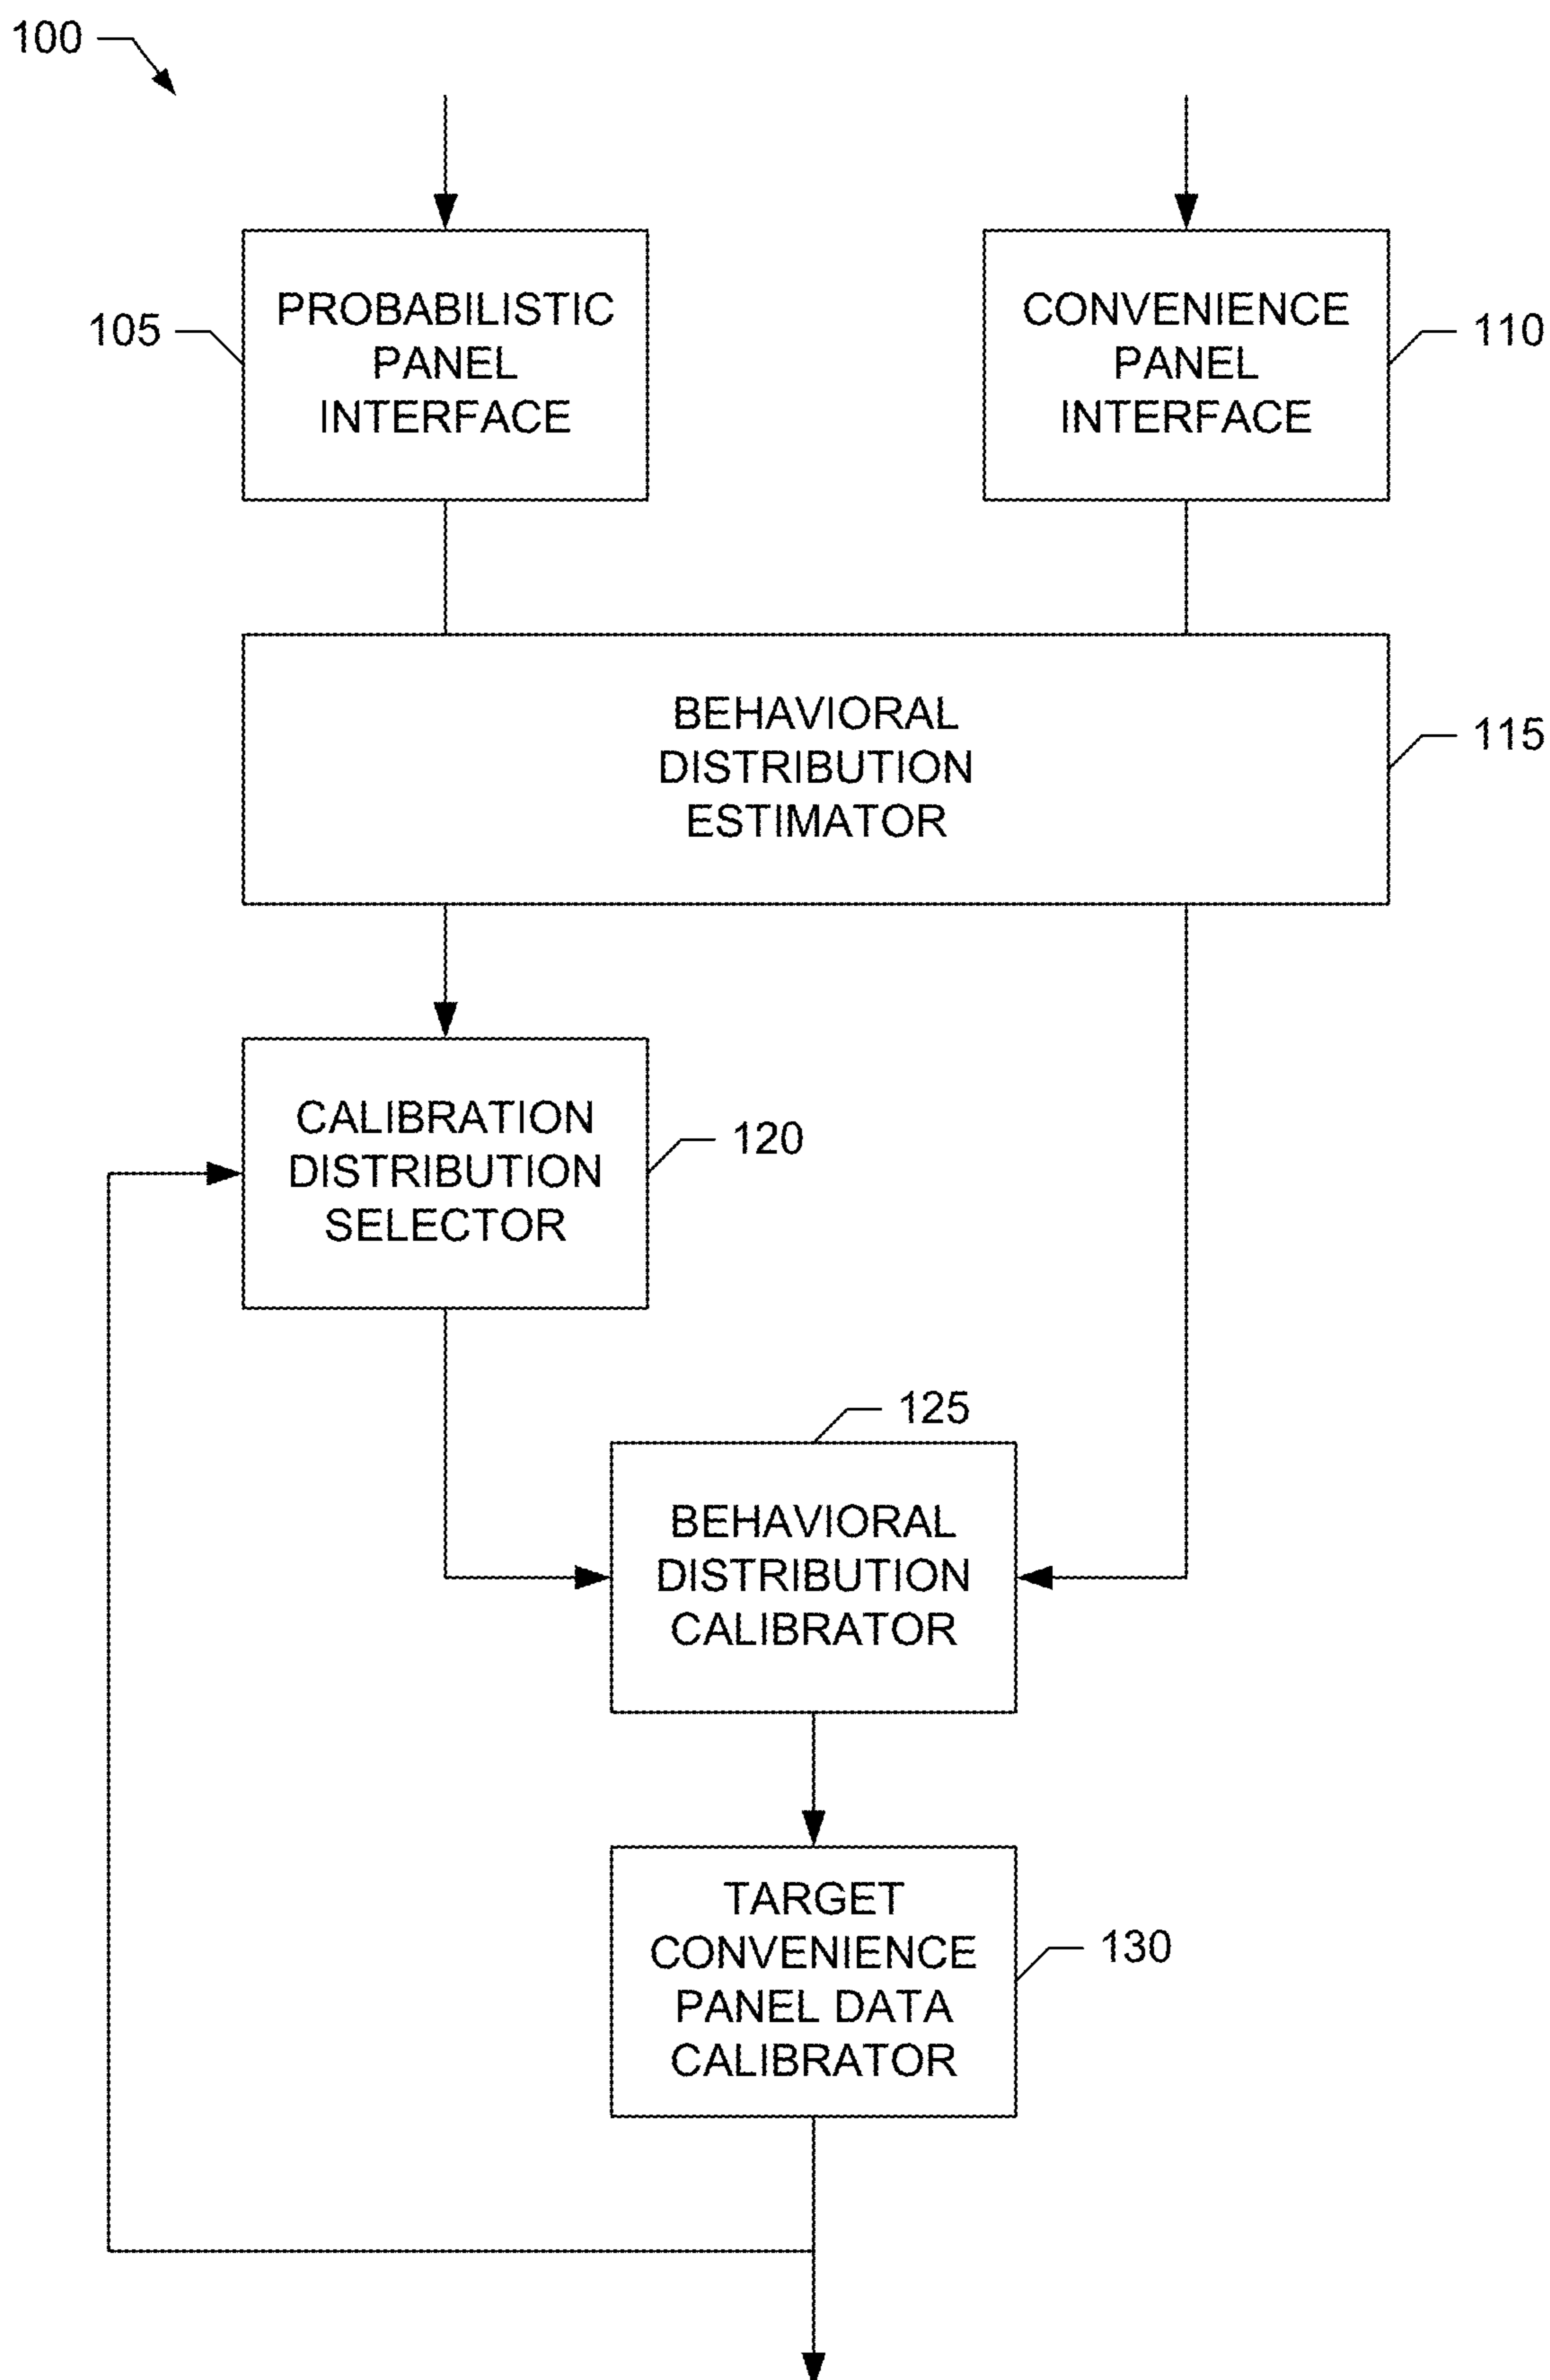 100
PROBABILISTIC
PANEL
INTERFACE
105
CONVENIENCE
PANEL
INTERFACE
110
BEHAVIORAL
DISTRIBUTION
ESTIMATOR
115
CALIBRATION
DISTRIBUTION
SELECTOR
120
125
BEHAVIORAL
DISTRIBUTION
CALIBRATOR
TARGET
CONVENIENCE
PANEL DATA
CALIBRATOR
130